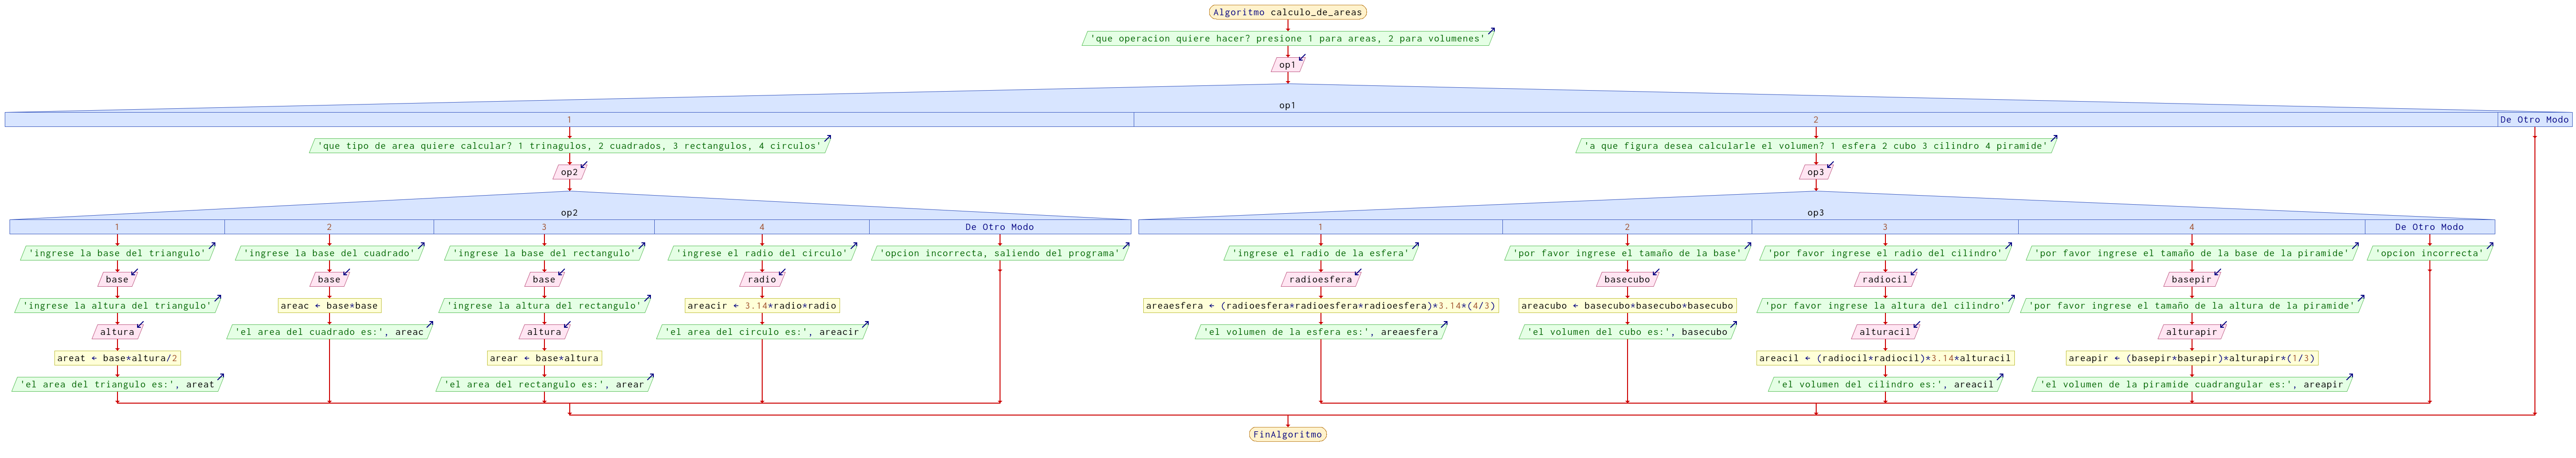 Algoritmo calculo_de_areas
'que operacion quiere hacer? presione 1 para areas, 2 para volumenes'
op1
op1
1
2
De Otro Modo
'que tipo de area quiere calcular? 1 trinagulos, 2 cuadrados, 3 rectangulos, 4 circulos'
op2
op2
1
2
3
4
De Otro Modo
'ingrese la base del triangulo'
base
'ingrese la altura del triangulo'
altura
areat ← base*altura/2
'el area del triangulo es:', areat
'ingrese la base del cuadrado'
base
areac ← base*base
'el area del cuadrado es:', areac
'ingrese la base del rectangulo'
base
'ingrese la altura del rectangulo'
altura
arear ← base*altura
'el area del rectangulo es:', arear
'ingrese el radio del circulo'
radio
areacir ← 3.14*radio*radio
'el area del circulo es:', areacir
'opcion incorrecta, saliendo del programa'
'a que figura desea calcularle el volumen? 1 esfera 2 cubo 3 cilindro 4 piramide'
op3
op3
1
2
3
4
De Otro Modo
'ingrese el radio de la esfera'
radioesfera
areaesfera ← (radioesfera*radioesfera*radioesfera)*3.14*(4/3)
'el volumen de la esfera es:', areaesfera
'por favor ingrese el tamaño de la base'
basecubo
areacubo ← basecubo*basecubo*basecubo
'el volumen del cubo es:', basecubo
'por favor ingrese el radio del cilindro'
radiocil
'por favor ingrese la altura del cilindro'
alturacil
areacil ← (radiocil*radiocil)*3.14*alturacil
'el volumen del cilindro es:', areacil
'por favor ingrese el tamaño de la base de la piramide'
basepir
'por favor ingrese el tamaño de la altura de la piramide'
alturapir
areapir ← (basepir*basepir)*alturapir*(1/3)
'el volumen de la piramide cuadrangular es:', areapir
'opcion incorrecta'
FinAlgoritmo